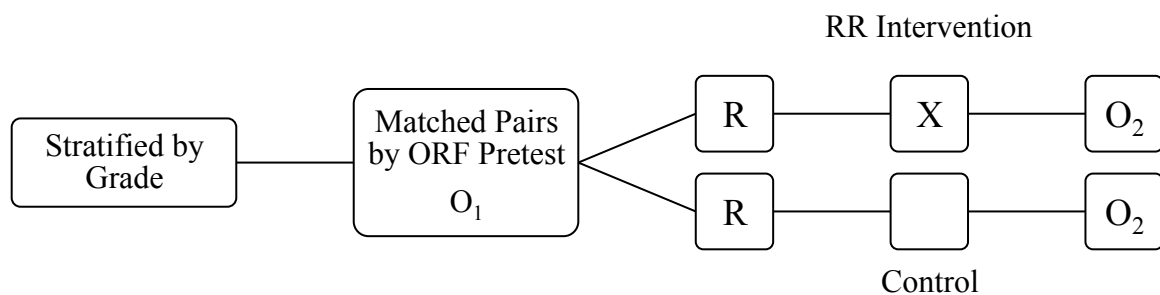 RR Intervention
Stratified by
Grade
Matched Pairs
by ORF Pretest
O₁
R
X
O₂
R
O₂
Control